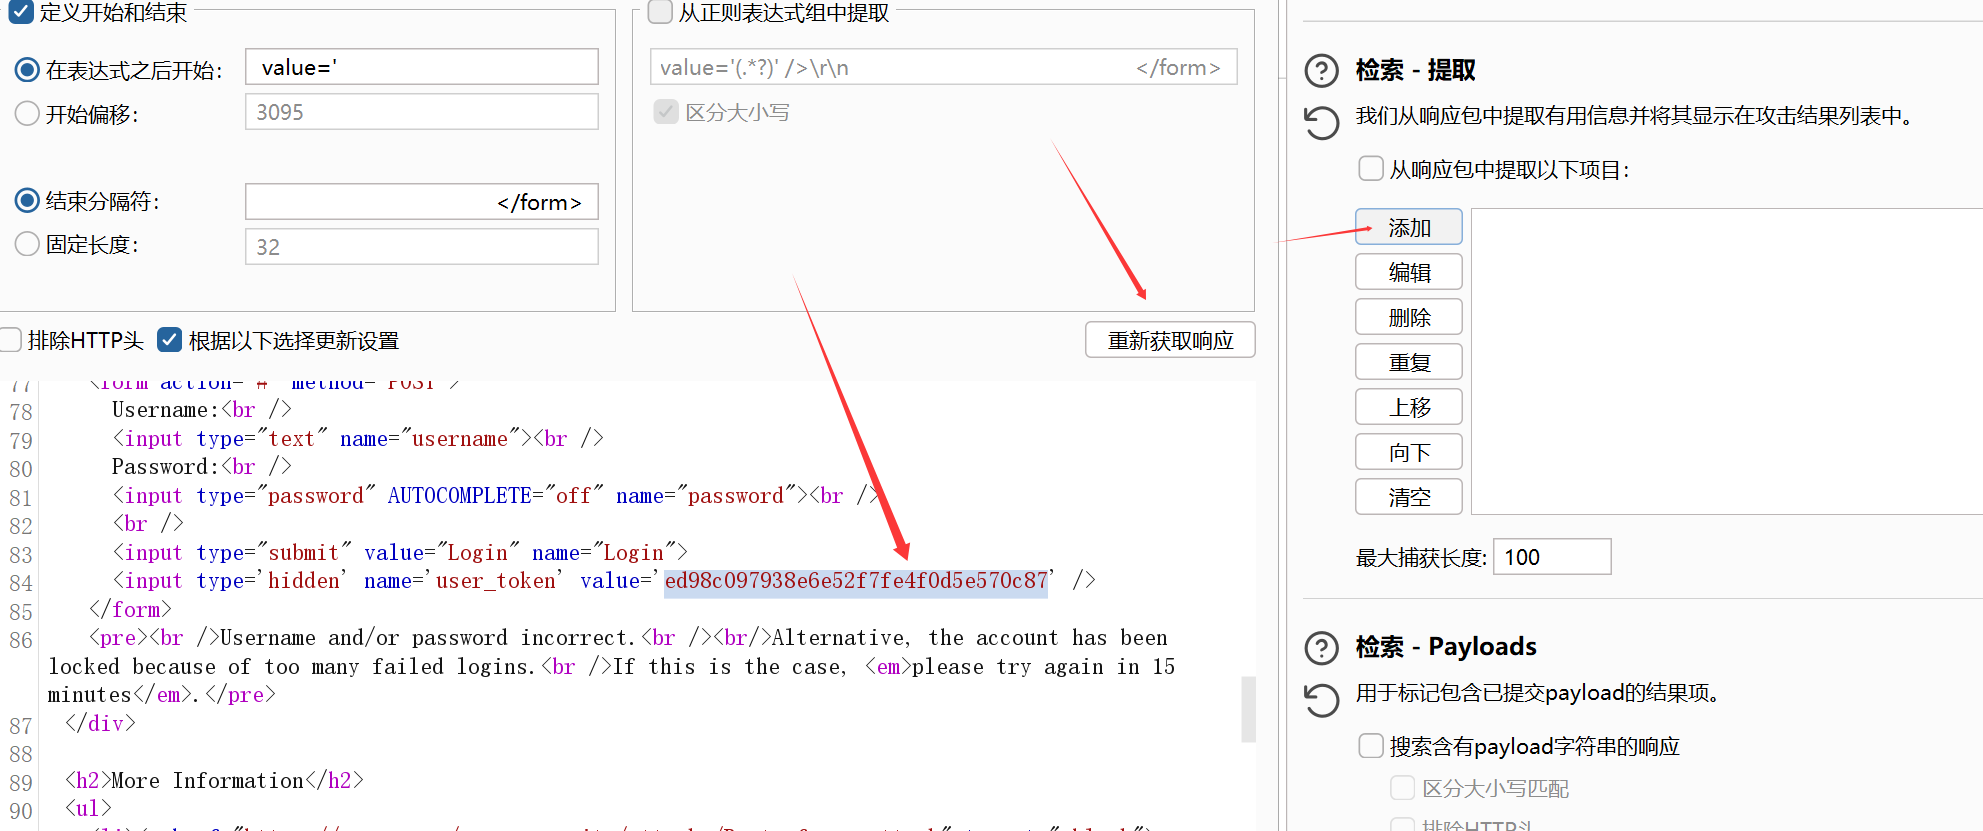 定义开始和结束
在表达式之后开始:
value='
开始偏移:
3095
结束分隔符:
</form>
固定长度:
32
从正则表达式组中提取
value='(.*?)' />\r\n </form>
区分大小写
排除HTTP头
根据以下选择更新设置
重新获取响应
77 <form action="#" method="POST">
78 Username:<br />
79 <input type="text" name="username"><br />
80 Password:<br />
81 <input type="password" AUTOCOMPLETE="off" name="password"><br />
82 <br />
83 <input type="submit" value="Login" name="Login">
84 <input type='hidden' name='user_token' value='ed98c097938e6e52f7fe4f0d5e570c87' />
85 </form>
86 <pre><br />Username and/or password incorrect.<br /><br/>Alternative, the account has been
locked because of too many failed logins.<br />If this is the case, <em>please try again in 15
minutes</em>.</pre>
87 </div>
88
89 <h2>More Information</h2>
90 <ul>
检索 - 提取
我们从响应包中提取有用信息并将其显示在攻击结果列表中。
从响应包中提取以下项目:
添加
编辑
删除
重复
上移
向下
清空
最大捕获长度: 100
检索 - Payloads
用于标记包含已提交payload的结果项。
搜索含有payload字符串的响应
区分大小写匹配
排除HTTP头